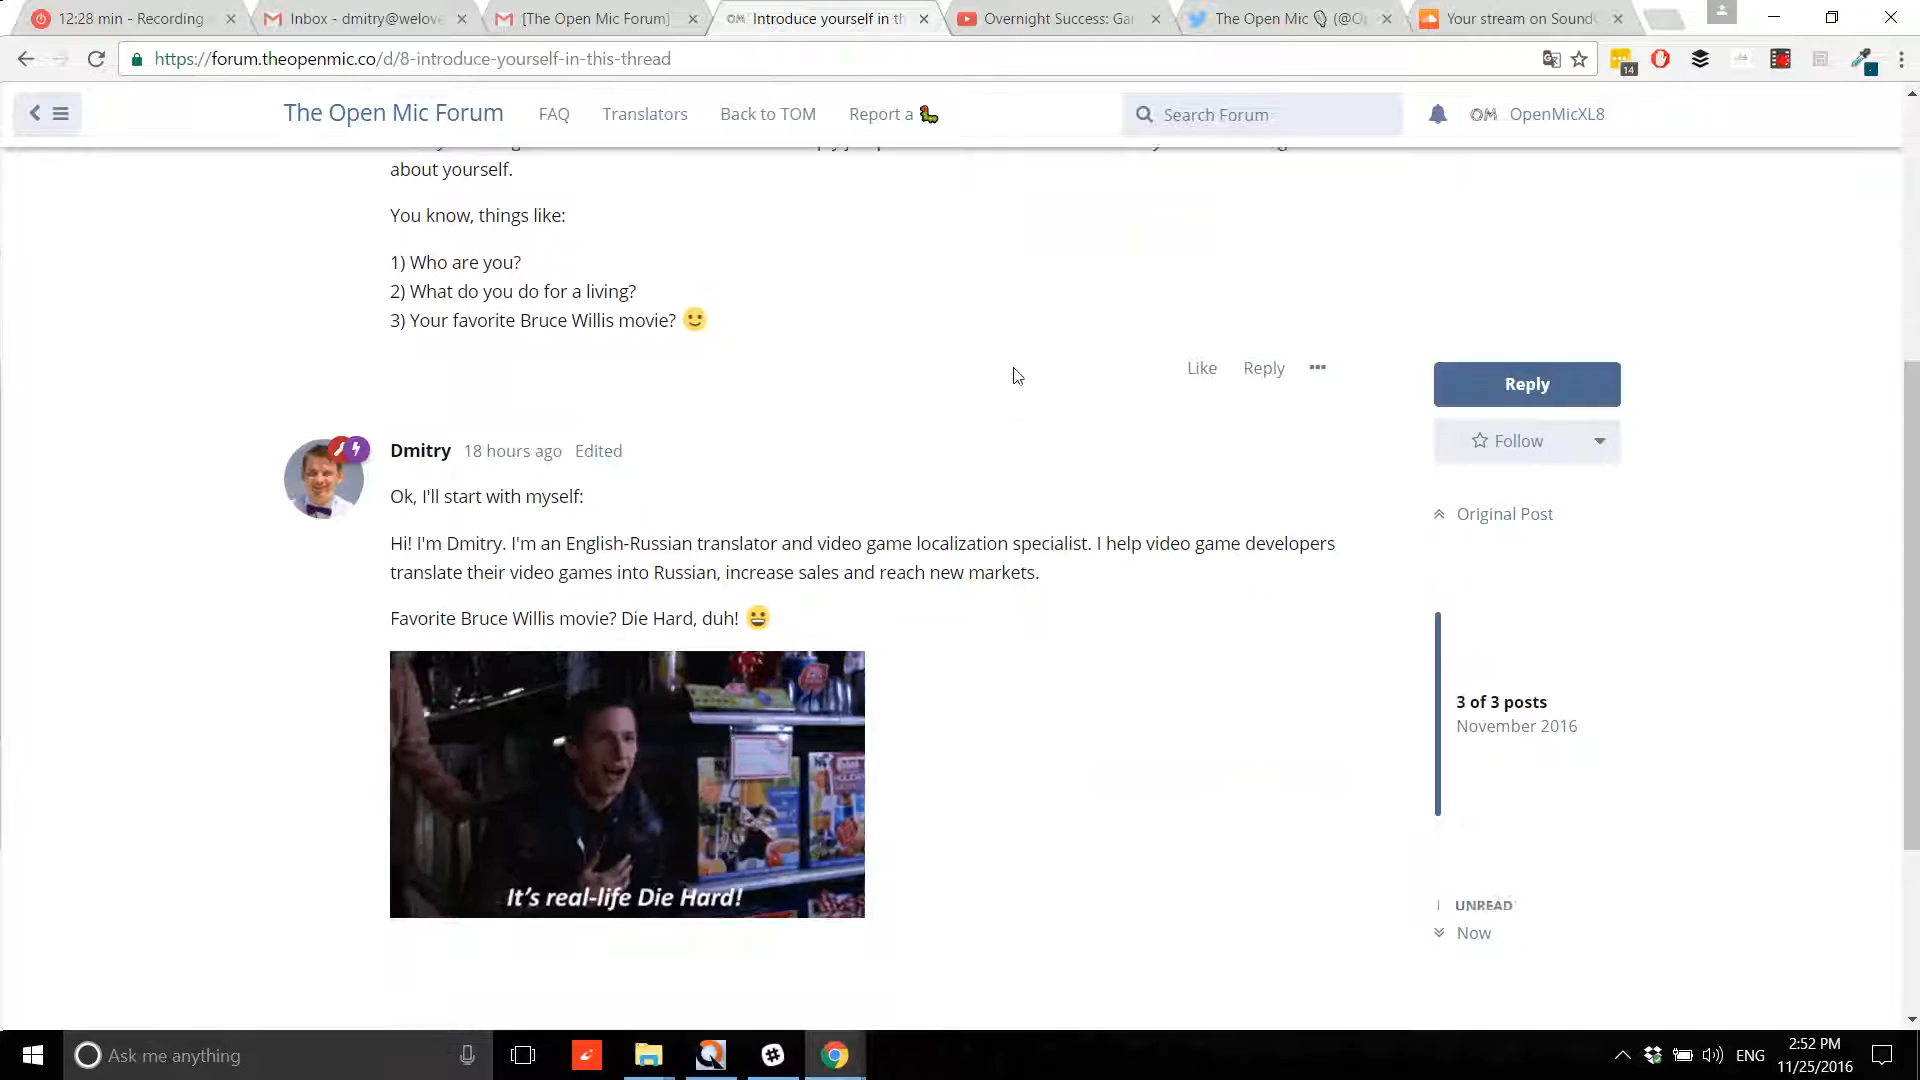 12:28 min - Recording
Inbox - dmitry@welove
[The Open Mic Forum]
Introduce yourself in th
Overnight Success: Gar
The Open Mic (@O
Your stream on Sound
https://forum.theopenmic.co/d/8-introduce-yourself-in-this-thread
14
The Open Mic Forum
FAQ
Translators
Back to TOM
Report a
Search Forum
OM OpenMicXL8
about yourself.
You know, things like:
1) Who are you?
2) What do you do for a living?
3) Your favorite Bruce Willis movie?
Like
Reply
Reply
Follow
Dmitry 18 hours ago Edited
Ok, I'll start with myself:
Original Post
Hi! I'm Dmitry. I'm an English-Russian translator and video game localization specialist. I help video game developers
translate their video games into Russian, increase sales and reach new markets.
Favorite Bruce Willis movie? Die Hard, duh!
3 of 3 posts
November 2016
It's real-life Die Hard!
UNREAD
Now
Ask me anything
ENG
2:52 PM
11/25/2016